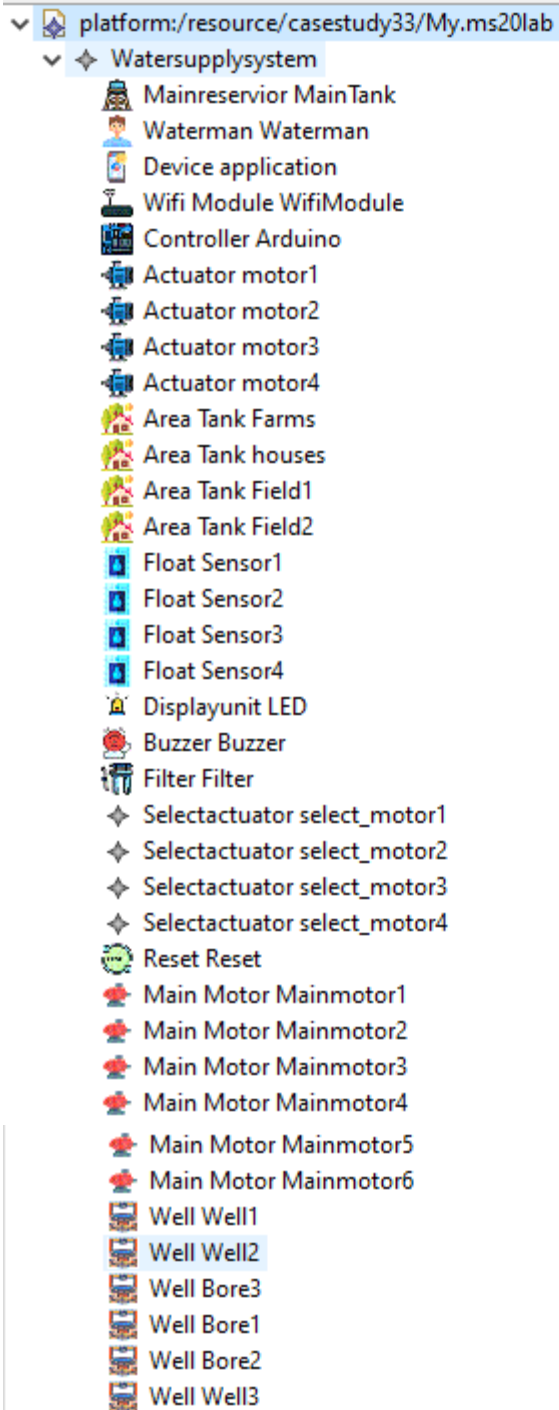 platform:/resource/casestudy33/My.ms20lab
Watersupplysystem
Mainreservior MainTank
Waterman Waterman
Device application
Wifi Module WifiModule
Controller Arduino
Actuator motor1
Actuator motor2
Actuator motor3
Actuator motor4
Area Tank Farms
Area Tank houses
Area Tank Field1
Area Tank Field2
Float Sensor1
Float Sensor2
Float Sensor3
Float Sensor4
Displayunit LED
Buzzer Buzzer
Filter Filter
Selectactuator select_motor1
Selectactuator select_motor2
Selectactuator select_motor3
Selectactuator select_motor4
Reset Reset
Main Motor Mainmotor1
Main Motor Mainmotor2
Main Motor Mainmotor3
Main Motor Mainmotor4
Main Motor Mainmotor5
Main Motor Mainmotor6
Well Well1
Well Well2
Well Bore3
Well Bore1
Well Bore2
Well Well3